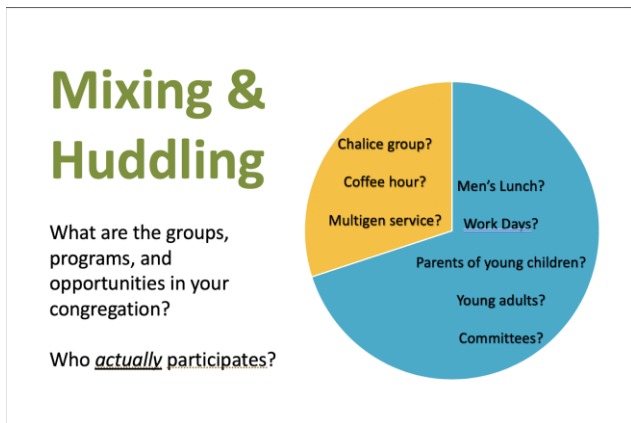 Mixing &
Huddling
What are the groups,
programs, and
opportunities in your
congregation?
Who actually participates?
Chalice group?
Coffee hour?
Multigen service?
Men's Lunch?
Work Days?
Parents of young children?
Young adults?
Committees?